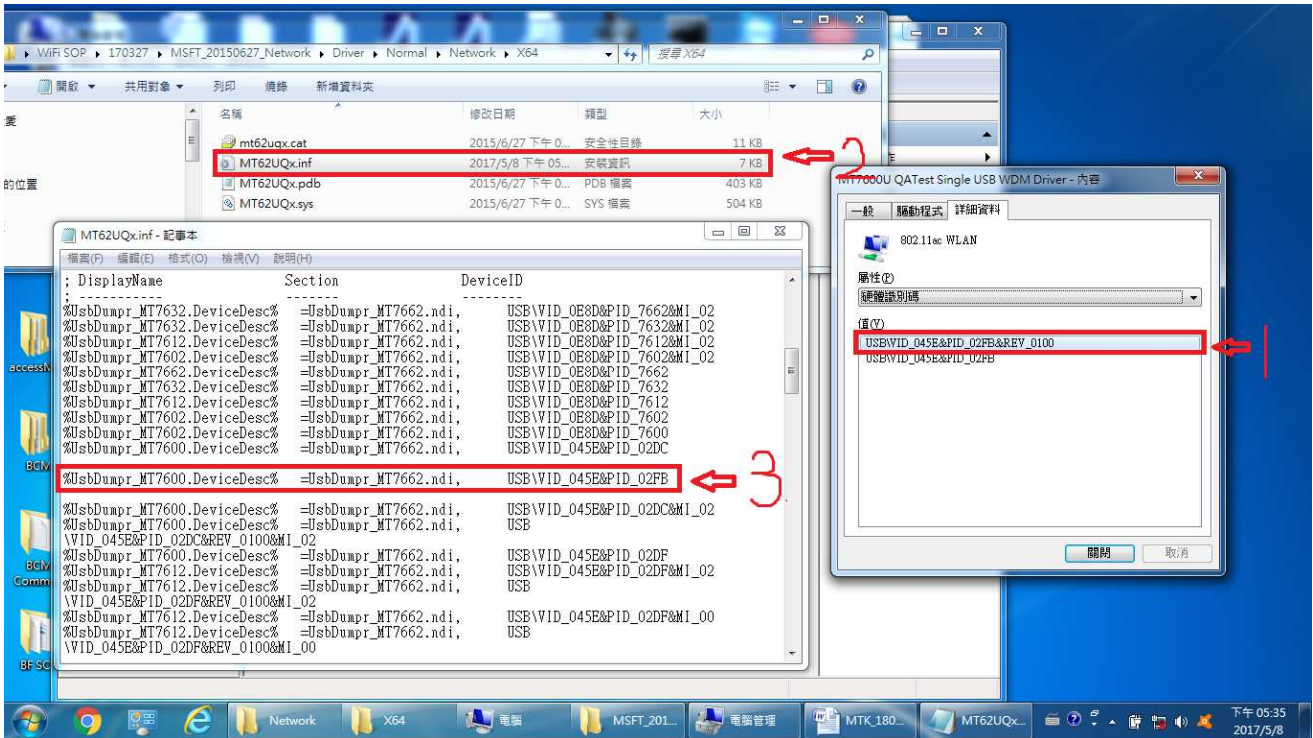 WiFi SOP ▸ 170327 ▸ MSFT_20150627_Network ▸ Driver ▸ Normal ▸ Network ▸ X64
搜尋 X64
開啟 共用對象 列印 燒錄 新增資料夾
名稱 修改日期 類型 大小
mt62uqx.cat 2015/6/27 下午 0... 安全性目錄 11 KB
MT62UQx.inf 2017/5/8 下午 05... 安裝資訊 7 KB
MT62UQx.pdb 2015/6/27 下午 0... PDB 檔案 403 KB
MT62UQx.sys 2015/6/27 下午 0... SYS 檔案 504 KB
愛
的位置
2
MT62UQx.inf - 記事本
檔案(F) 編輯(E) 格式(O) 檢視(V) 說明(H)
; DisplayName Section DeviceID
; ----------- ------- --------
%UsbDumpr_MT7632.DeviceDesc% =UsbDumpr_MT7662.ndi, USB\VID_0E8D&PID_7662&MI_02
%UsbDumpr_MT7632.DeviceDesc% =UsbDumpr_MT7662.ndi, USB\VID_0E8D&PID_7632&MI_02
%UsbDumpr_MT7612.DeviceDesc% =UsbDumpr_MT7662.ndi, USB\VID_0E8D&PID_7612&MI_02
%UsbDumpr_MT7602.DeviceDesc% =UsbDumpr_MT7662.ndi, USB\VID_0E8D&PID_7602&MI_02
%UsbDumpr_MT7662.DeviceDesc% =UsbDumpr_MT7662.ndi, USB\VID_0E8D&PID_7662
%UsbDumpr_MT7632.DeviceDesc% =UsbDumpr_MT7662.ndi, USB\VID_0E8D&PID_7632
%UsbDumpr_MT7612.DeviceDesc% =UsbDumpr_MT7662.ndi, USB\VID_0E8D&PID_7612
%UsbDumpr_MT7602.DeviceDesc% =UsbDumpr_MT7662.ndi, USB\VID_0E8D&PID_7602
%UsbDumpr_MT7602.DeviceDesc% =UsbDumpr_MT7662.ndi, USB\VID_0E8D&PID_7600
%UsbDumpr_MT7600.DeviceDesc% =UsbDumpr_MT7662.ndi, USB\VID_045E&PID_02DC
%UsbDumpr_MT7600.DeviceDesc% =UsbDumpr_MT7662.ndi, USB\VID_045E&PID_02FB
3
%UsbDumpr_MT7600.DeviceDesc% =UsbDumpr_MT7662.ndi, USB\VID_045E&PID_02DC&MI_02
%UsbDumpr_MT7600.DeviceDesc% =UsbDumpr_MT7662.ndi, USB
\VID_045E&PID_02DC&REV_0100&MI_02
%UsbDumpr_MT7600.DeviceDesc% =UsbDumpr_MT7662.ndi, USB\VID_045E&PID_02DF
%UsbDumpr_MT7612.DeviceDesc% =UsbDumpr_MT7662.ndi, USB\VID_045E&PID_02DF&MI_02
%UsbDumpr_MT7612.DeviceDesc% =UsbDumpr_MT7662.ndi, USB
\VID_045E&PID_02DF&REV_0100&MI_02
%UsbDumpr_MT7612.DeviceDesc% =UsbDumpr_MT7662.ndi, USB\VID_045E&PID_02DF&MI_00
%UsbDumpr_MT7612.DeviceDesc% =UsbDumpr_MT7662.ndi, USB
\VID_045E&PID_02DF&REV_0100&MI_00
MT7600U QATest Single USB WDM Driver - 內容
一般 驅動程式 詳細資料
802.11ac WLAN
屬性(P)
硬體識別碼
值(V)
USB\VID_045E&PID_02FB&REV_0100
USB\VID_045E&PID_02FB
1
關閉 取消
BCM
BCM
Comm
BF SO
Network X64 電腦 MSFT_201... 電腦管理 MTK_180... MT62UQx...
下午 05:35
2017/5/8